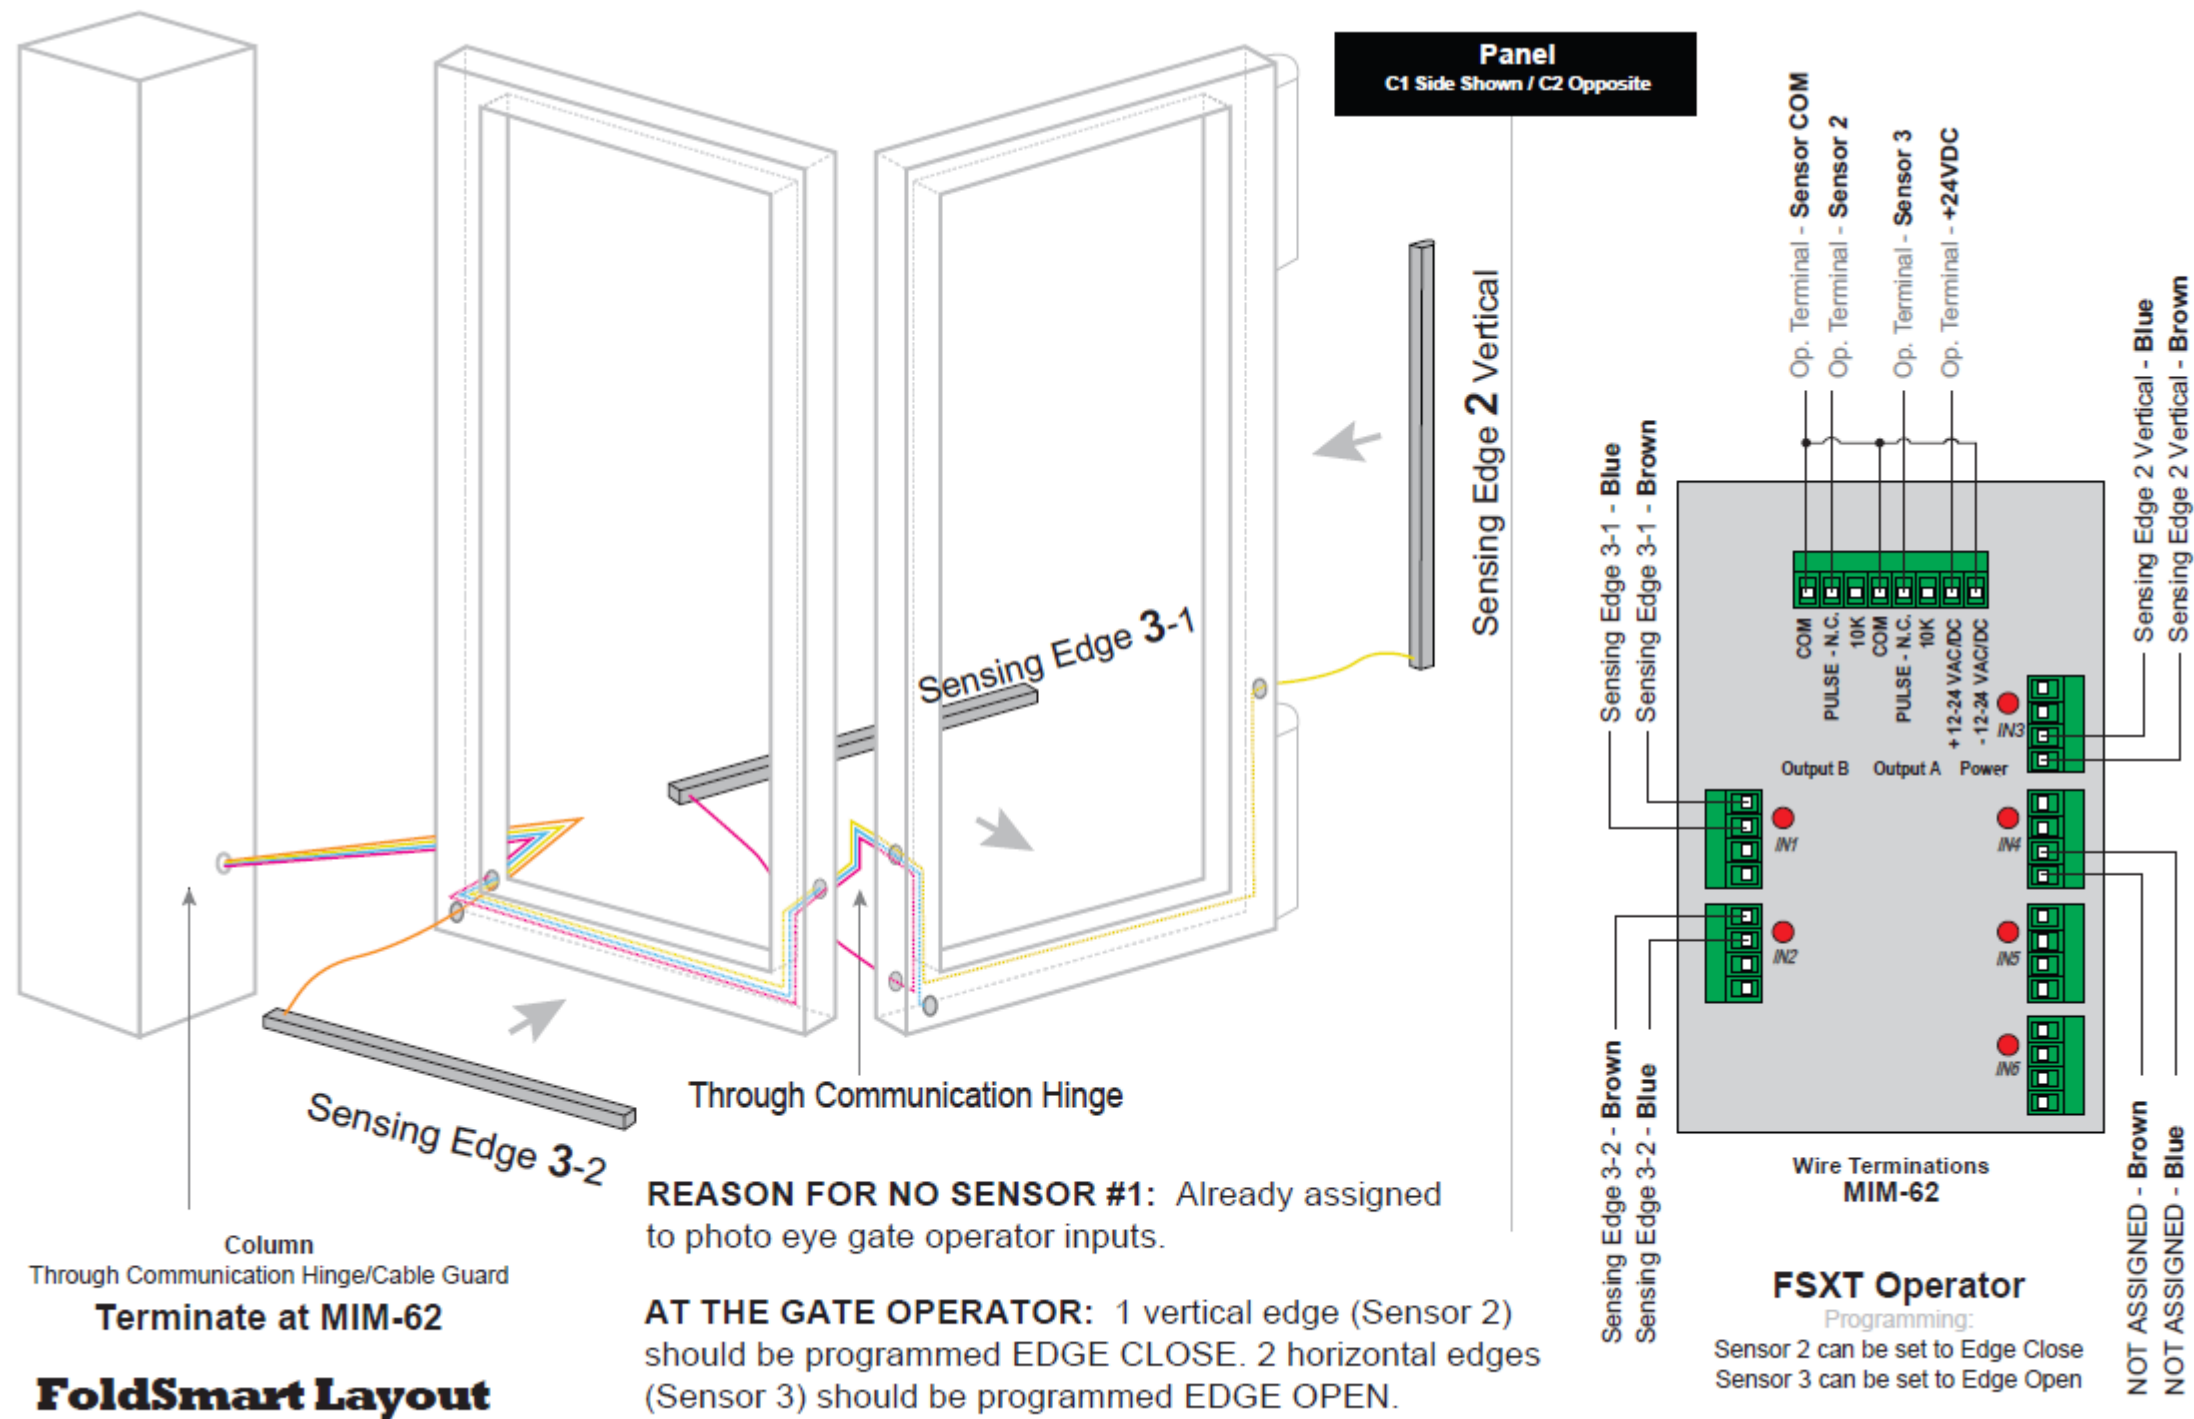 Panel
C1 Side Shown / C2 Opposite
Sensing Edge 2 Vertical
Sensing Edge 3-1
Sensing Edge 3-2
Through Communication Hinge
Column
Through Communication Hinge/Cable Guard
Terminate at MIM-62
FoldSmart Layout
REASON FOR NO SENSOR #1: Already assigned
to photo eye gate operator inputs.
AT THE GATE OPERATOR: 1 vertical edge (Sensor 2)
should be programmed EDGE CLOSE. 2 horizontal edges
(Sensor 3) should be programmed EDGE OPEN.
Op. Terminal - Sensor COM
Op. Terminal - Sensor 2
Op. Terminal - Sensor 3
Op. Terminal - +24VDC
Sensing Edge 3-1 - Blue
Sensing Edge 3-1 - Brown
Sensing Edge 2 Vertical - Blue
Sensing Edge 2 Vertical - Brown
COM
PULSE - N.C.
10K
COM
PULSE - N.C.
10K
+12-24 VAC/DC
-12-24 VAC/DC
Output B
Output A
Power
IN3
IN1
IN4
IN2
IN5
IN6
Sensing Edge 3-2 - Brown
Sensing Edge 3-2 - Blue
NOT ASSIGNED - Brown
NOT ASSIGNED - Blue
Wire Terminations
MIM-62
FSXT Operator
Programming:
Sensor 2 can be set to Edge Close
Sensor 3 can be set to Edge Open